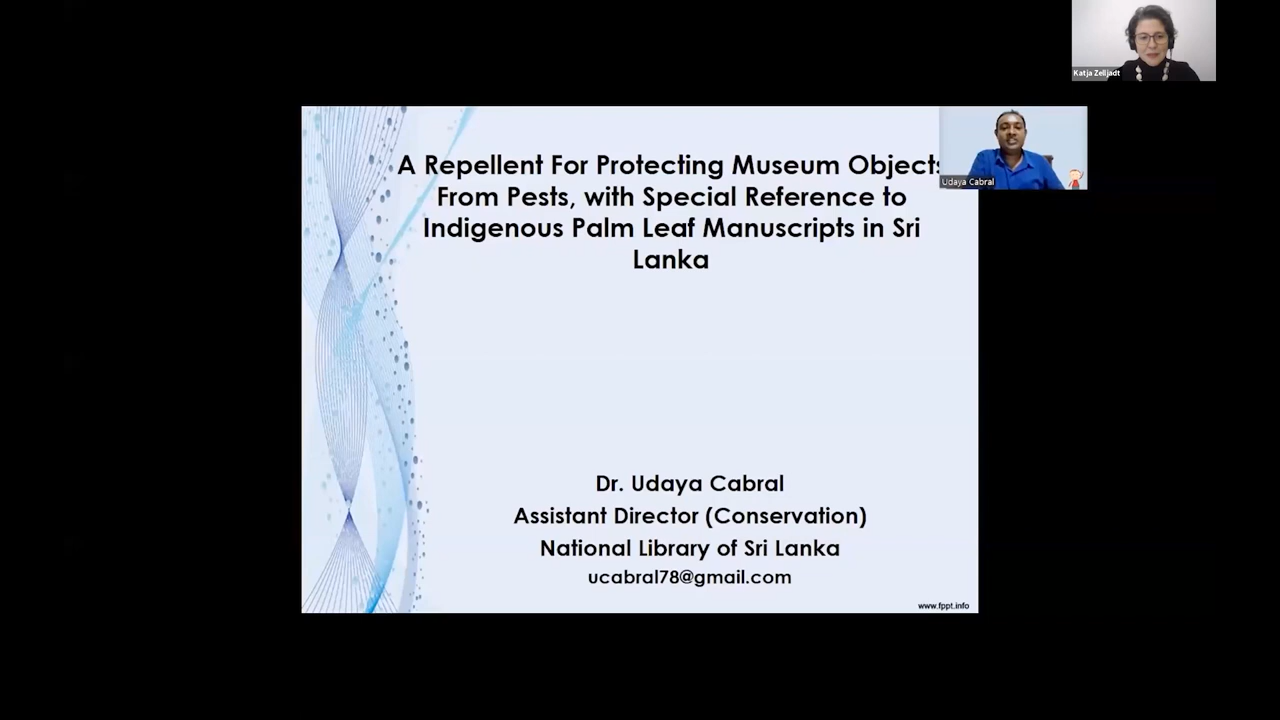 Katja Zelljadt
A Repellent For Protecting Museum Objects
From Pests, with Special Reference to
Indigenous Palm Leaf Manuscripts in Sri
Lanka
Udaya Cabral
Dr. Udaya Cabral
Assistant Director (Conservation)
National Library of Sri Lanka
ucabral78@gmail.com
www.fppt.info